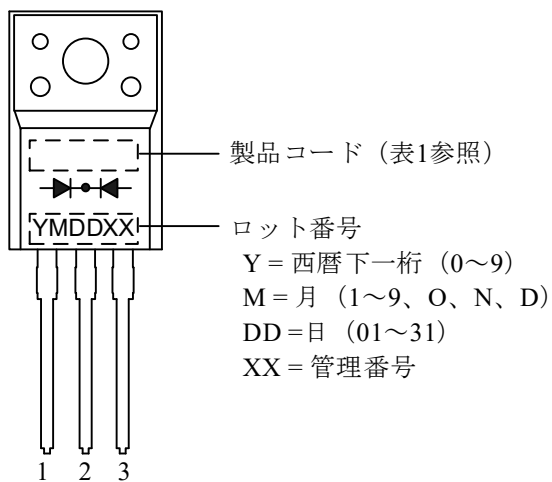 製品コード（表1参照）
YMDDXX
ロット番号
Y = 西暦下一桁（0～9）
M = 月（1～9、O、N、D）
DD =日（01～31）
XX = 管理番号
1 2 3